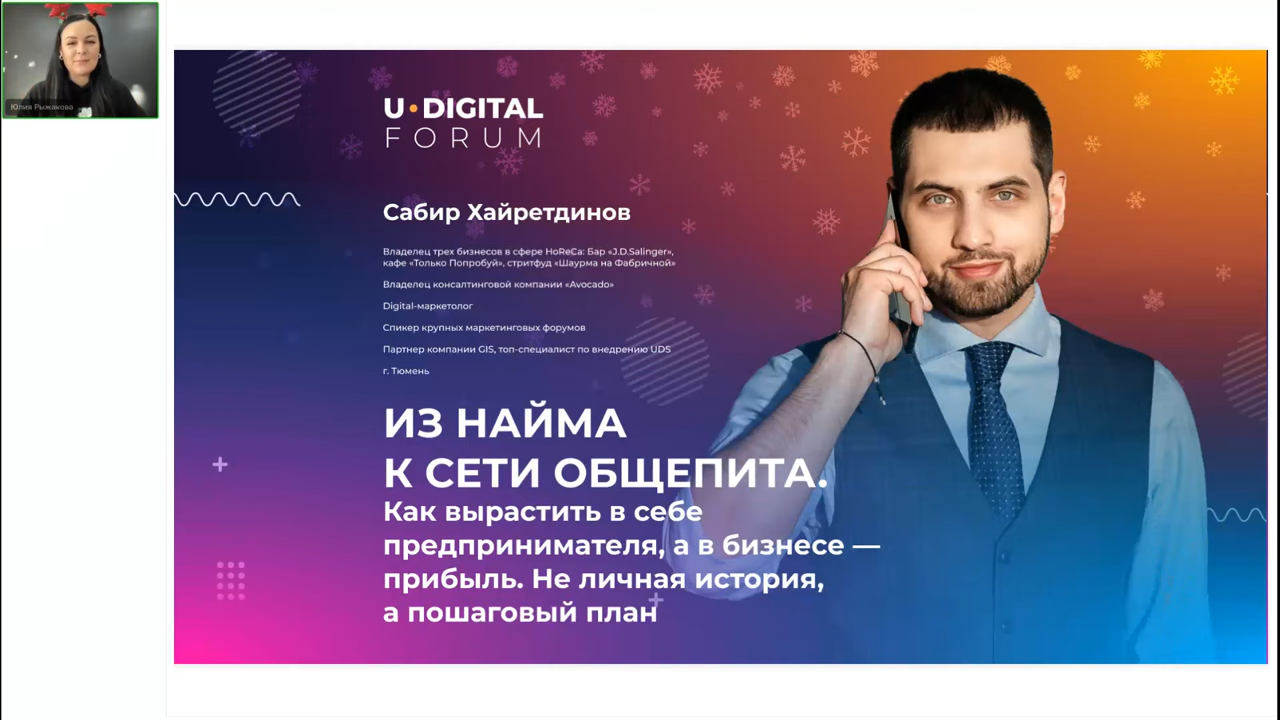 Юлия Рыжакова
U•DIGITAL
FORUM
Сабир Хайретдинов
Владелец трех бизнесов в сфере HoReCa: Бар «J.D.Salinger»,
кафе «Только Попробуй», стритфуд «Шаурма на Фабричной»
Владелец консалтинговой компании «Avocado»
Digital-маркетолог
Спикер крупных маркетинговых форумов
Партнер компании GIS, топ-специалист по внедрению UDS
г. Тюмень
ИЗ НАЙМА
К СЕТИ ОБЩЕПИТА.
Как вырастить в себе
предпринимателя, а в бизнесе —
прибыль. Не личная история,
а пошаговый план